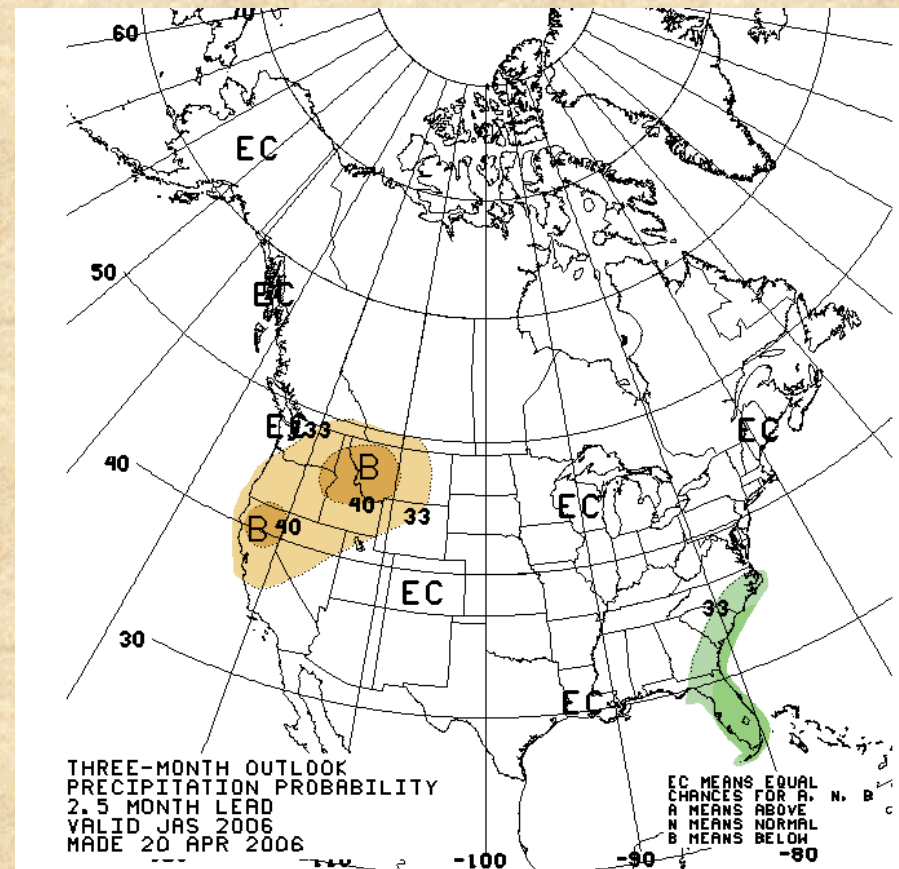 70
60
EC
50
EC
EC
33
EC
40
B
40
33
B
40
EC
EC
33
30
EC
THREE-MONTH OUTLOOK
PRECIPITATION PROBABILITY
2.5 MONTH LEAD
VALID JAS 2006
MADE 20 APR 2006
EC MEANS EQUAL
CHANCES FOR A, N, B
A MEANS ABOVE
N MEANS NORMAL
B MEANS BELOW
-110
-100
-90
-80